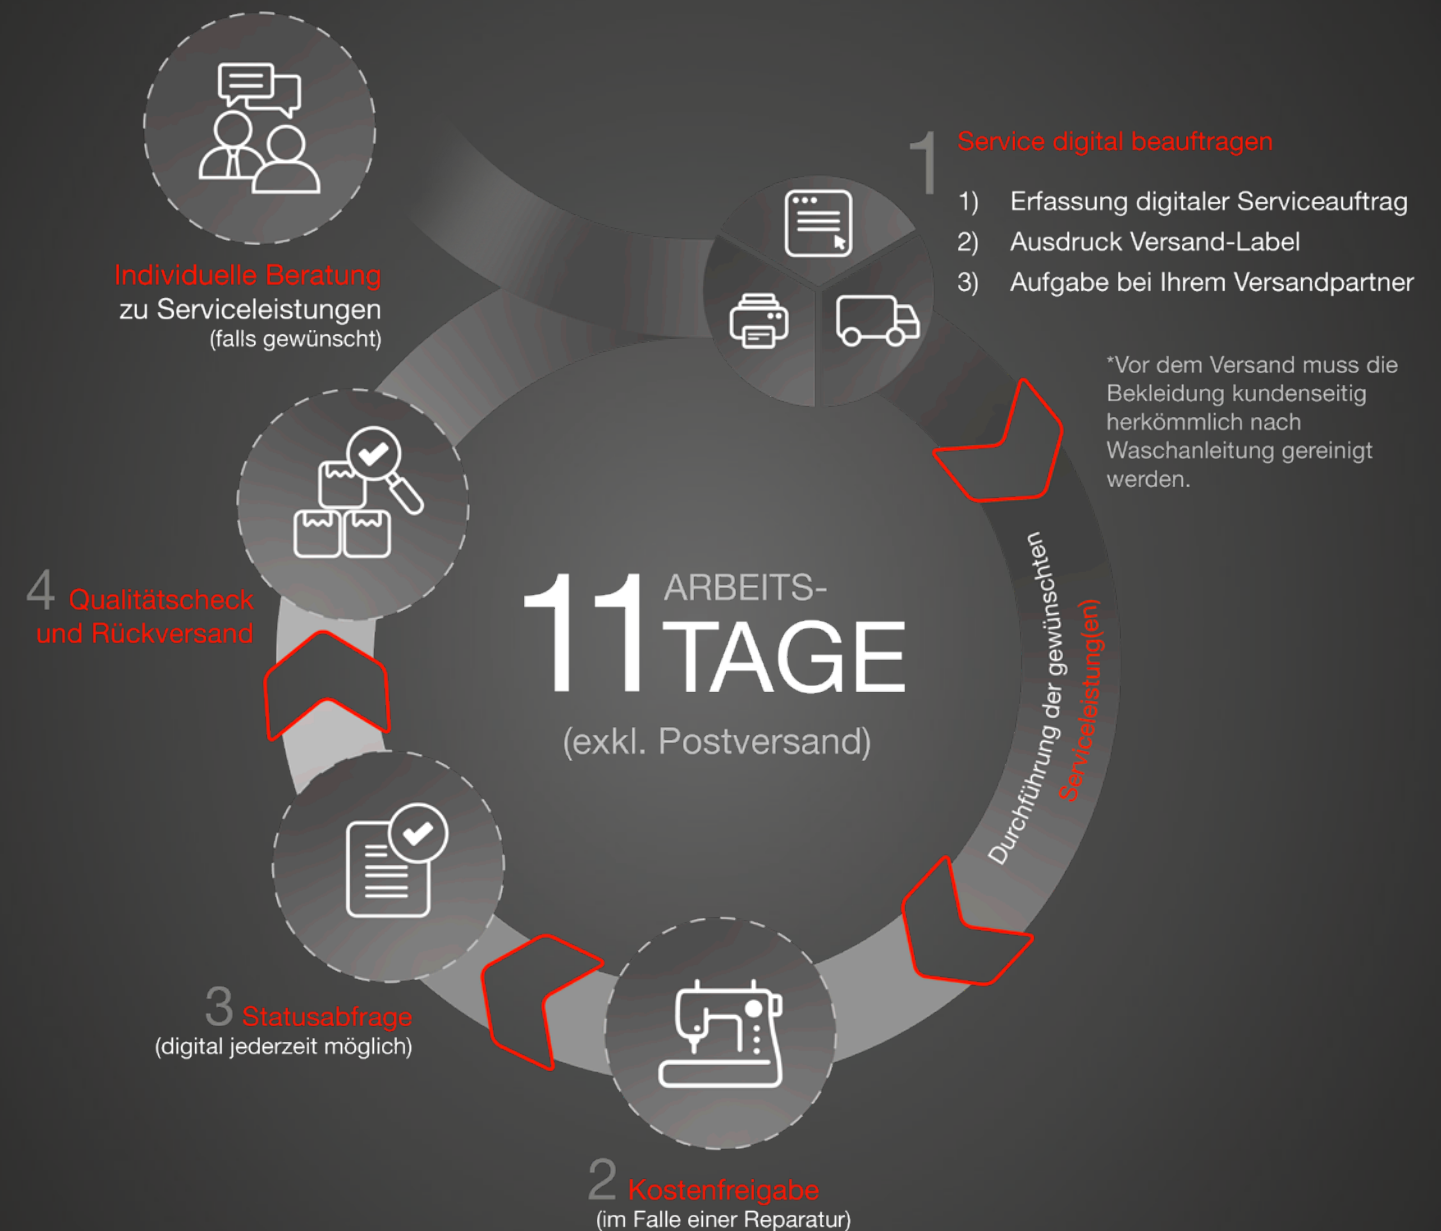 Individuelle Beratung
zu Serviceleistungen
(falls gewünscht)
1 Service digital beauftragen
1) Erfassung digitaler Serviceauftrag
2) Ausdruck Versand-Label
3) Aufgabe bei Ihrem Versandpartner
*Vor dem Versand muss die
Bekleidung kundenseitig
herkömmlich nach
Waschanleitung gereinigt
werden.
Durchführung der gewünschten
Serviceleistung(en)
11 ARBEITS-
TAGE
(exkl. Postversand)
2 Kostenfreigabe
(im Falle einer Reparatur)
3 Statusabfrage
(digital jederzeit möglich)
4 Qualitätscheck
und Rückversand